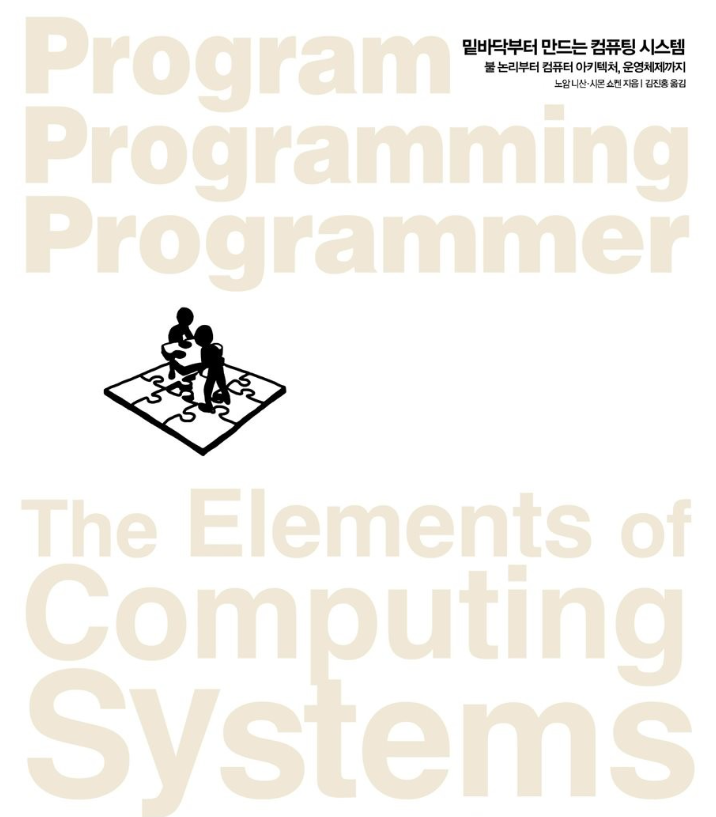 Program
밑바닥부터 만드는 컴퓨팅 시스템
불 논리부터 컴퓨터 아키텍처, 운영체제까지
노암 니산·시몬 쇼켄 지음 | 김진홍 옮김
Programming
Programmer
The Elements of
Computing
Systems